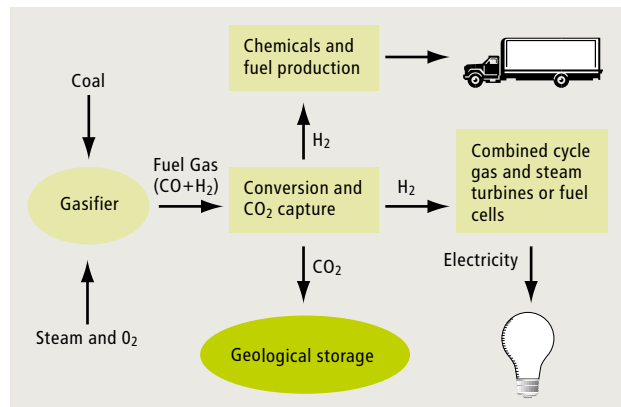 Chemicals and
fuel production
Coal
H₂
Fuel Gas
(CO+H₂)
Gasifier
Conversion and
CO₂ capture
H₂
Combined cycle
gas and steam
turbines or fuel
cells
CO₂
Electricity
Steam and 0₂
Geological storage